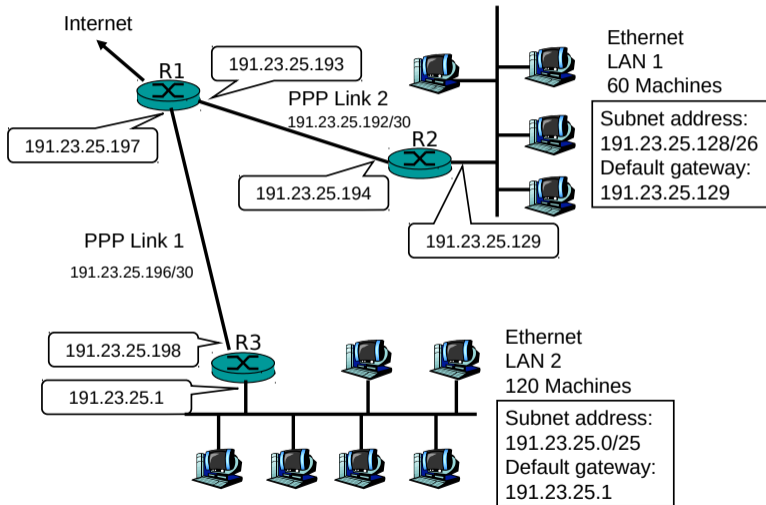 Internet
R1
191.23.25.193
PPP Link 2
191.23.25.192/30
191.23.25.197
R2
191.23.25.194
191.23.25.129
Ethernet
LAN 1
60 Machines
Subnet address:
191.23.25.128/26
Default gateway:
191.23.25.129
PPP Link 1
191.23.25.196/30
191.23.25.198
R3
191.23.25.1
Ethernet
LAN 2
120 Machines
Subnet address:
191.23.25.0/25
Default gateway:
191.23.25.1